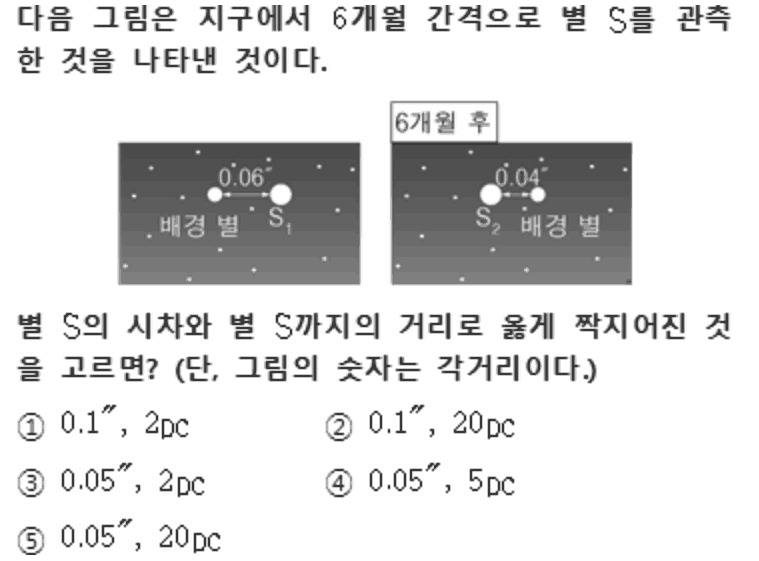 다음 그림은 지구에서 6개월 간격으로 별 S를 관측
한 것을 나타낸 것이다.
6개월 후
0.06″
배경 별 S₁
0.04″
S₂ 배경 별
별 S의 시차와 별 S까지의 거리로 옳게 짝지어진 것
을 고르면? (단, 그림의 숫자는 각거리이다.)
① 0.1″, 2pc ② 0.1″, 20pc
③ 0.05″, 2pc ④ 0.05″, 5pc
⑤ 0.05″, 20pc